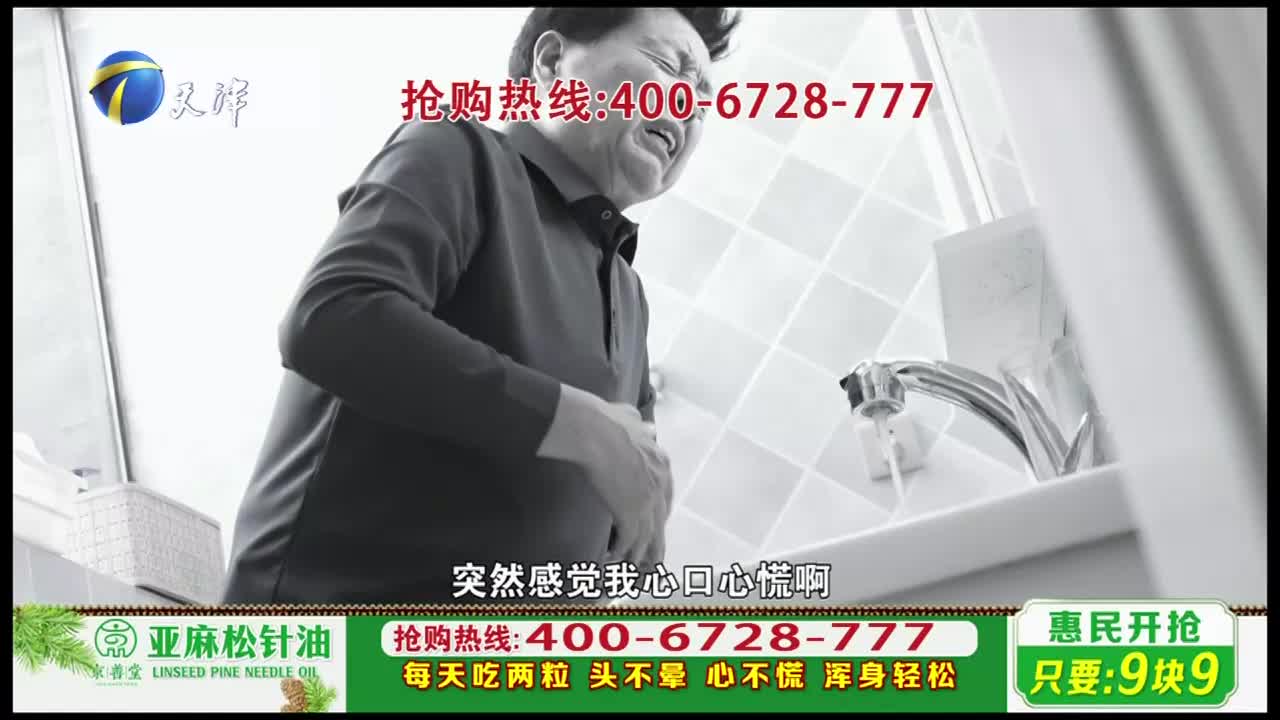 天津
抢购热线:400-6728-777
突然感觉我心口心慌啊
京善堂
亚麻松针油
LINSEED PINE NEEDLE OIL
抢购热线:400-6728-777
每天吃两粒 头不晕 心不慌 浑身轻松
惠民开抢
只要:9块9